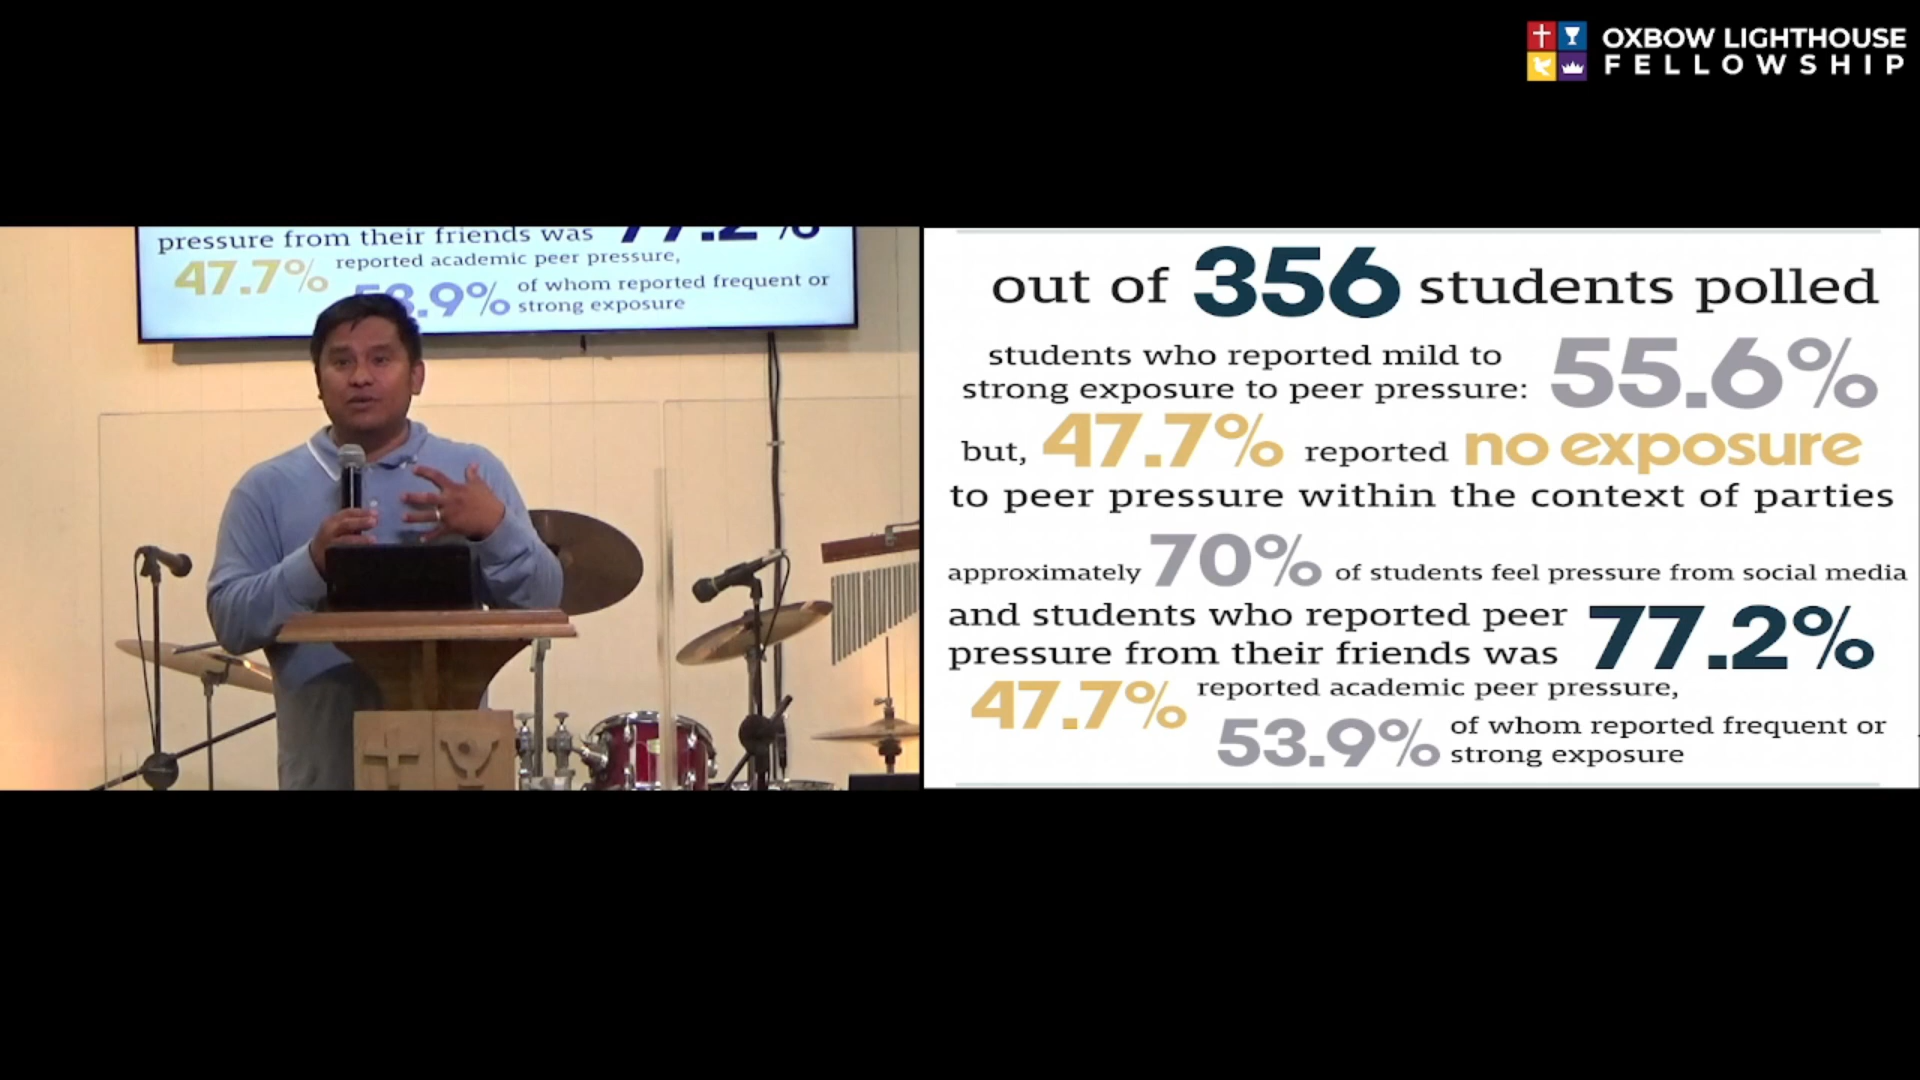 OXBOW LIGHTHOUSE
FELLOWSHIP
pressure from their friends was 77.2%
47.7% reported academic peer pressure,
53.9% of whom reported frequent or
strong exposure
out of 356 students polled
students who reported mild to
strong exposure to peer pressure: 55.6%
but, 47.7% reported no exposure
to peer pressure within the context of parties
approximately 70% of students feel pressure from social media
and students who reported peer
pressure from their friends was 77.2%
47.7% reported academic peer pressure,
53.9% of whom reported frequent or
strong exposure